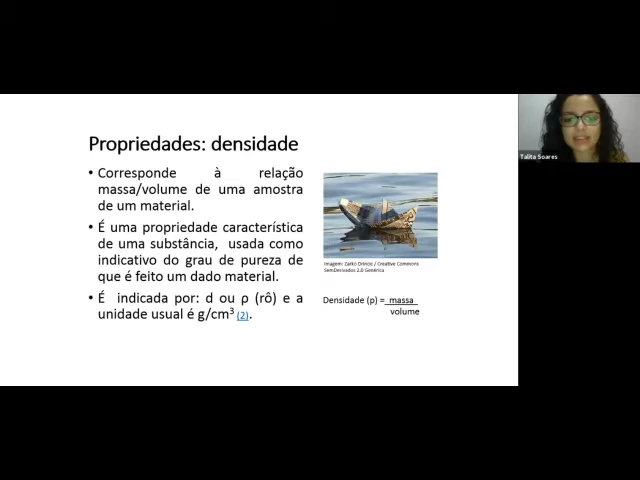 Propriedades: densidade
• Corresponde à relação
massa/volume de uma amostra
de um material.
• É uma propriedade característica
de uma substância, usada como
indicativo do grau de pureza de
que é feito um dado material.
• É indicada por: d ou ρ (rô) e a
unidade usual é g/cm³ (2).
Imagem: Zarko Drincic / Creative Commons
SemDerivados 2.0 Genérica
Densidade (p) = massa
volume
Talita Soares